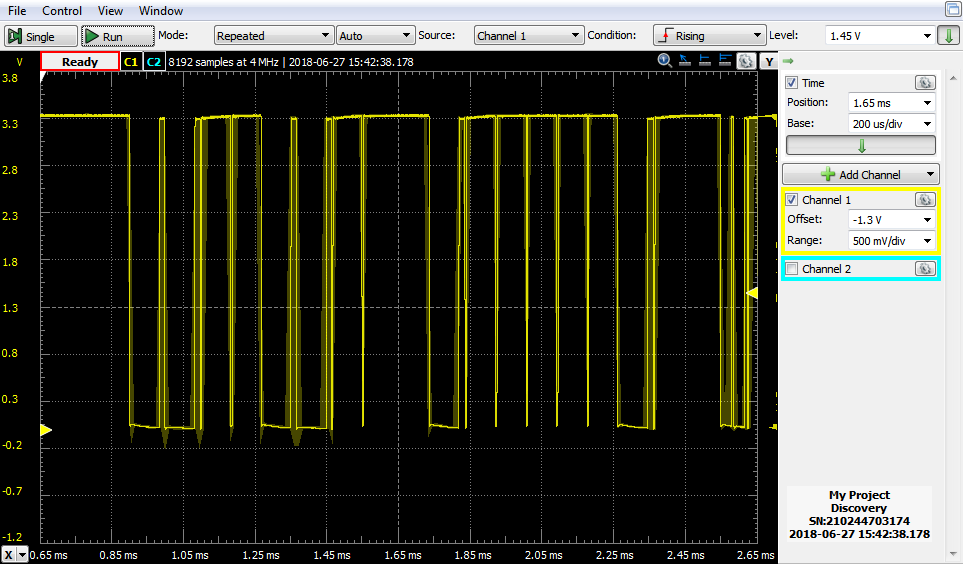 File Control View Window
Single Run Mode: Repeated Auto Source: Channel 1 Condition: Rising Level: 1.45 V
V Ready C1 C2 8192 samples at 4 MHz | 2018-06-27 15:42:38.178 Y
3.8
3.3
2.8
2.3
1.8
1.3
0.8
0.3
-0.2
-0.7
-1.2
X 0.65 ms 0.85 ms 1.05 ms 1.25 ms 1.45 ms 1.65 ms 1.85 ms 2.05 ms 2.25 ms 2.45 ms 2.65 ms
Time
Position: 1.65 ms
Base: 200 us/div
Add Channel
Channel 1
Offset: -1.3 V
Range: 500 mV/div
Channel 2
My Project
Discovery
SN:210244703174
2018-06-27 15:42:38.178